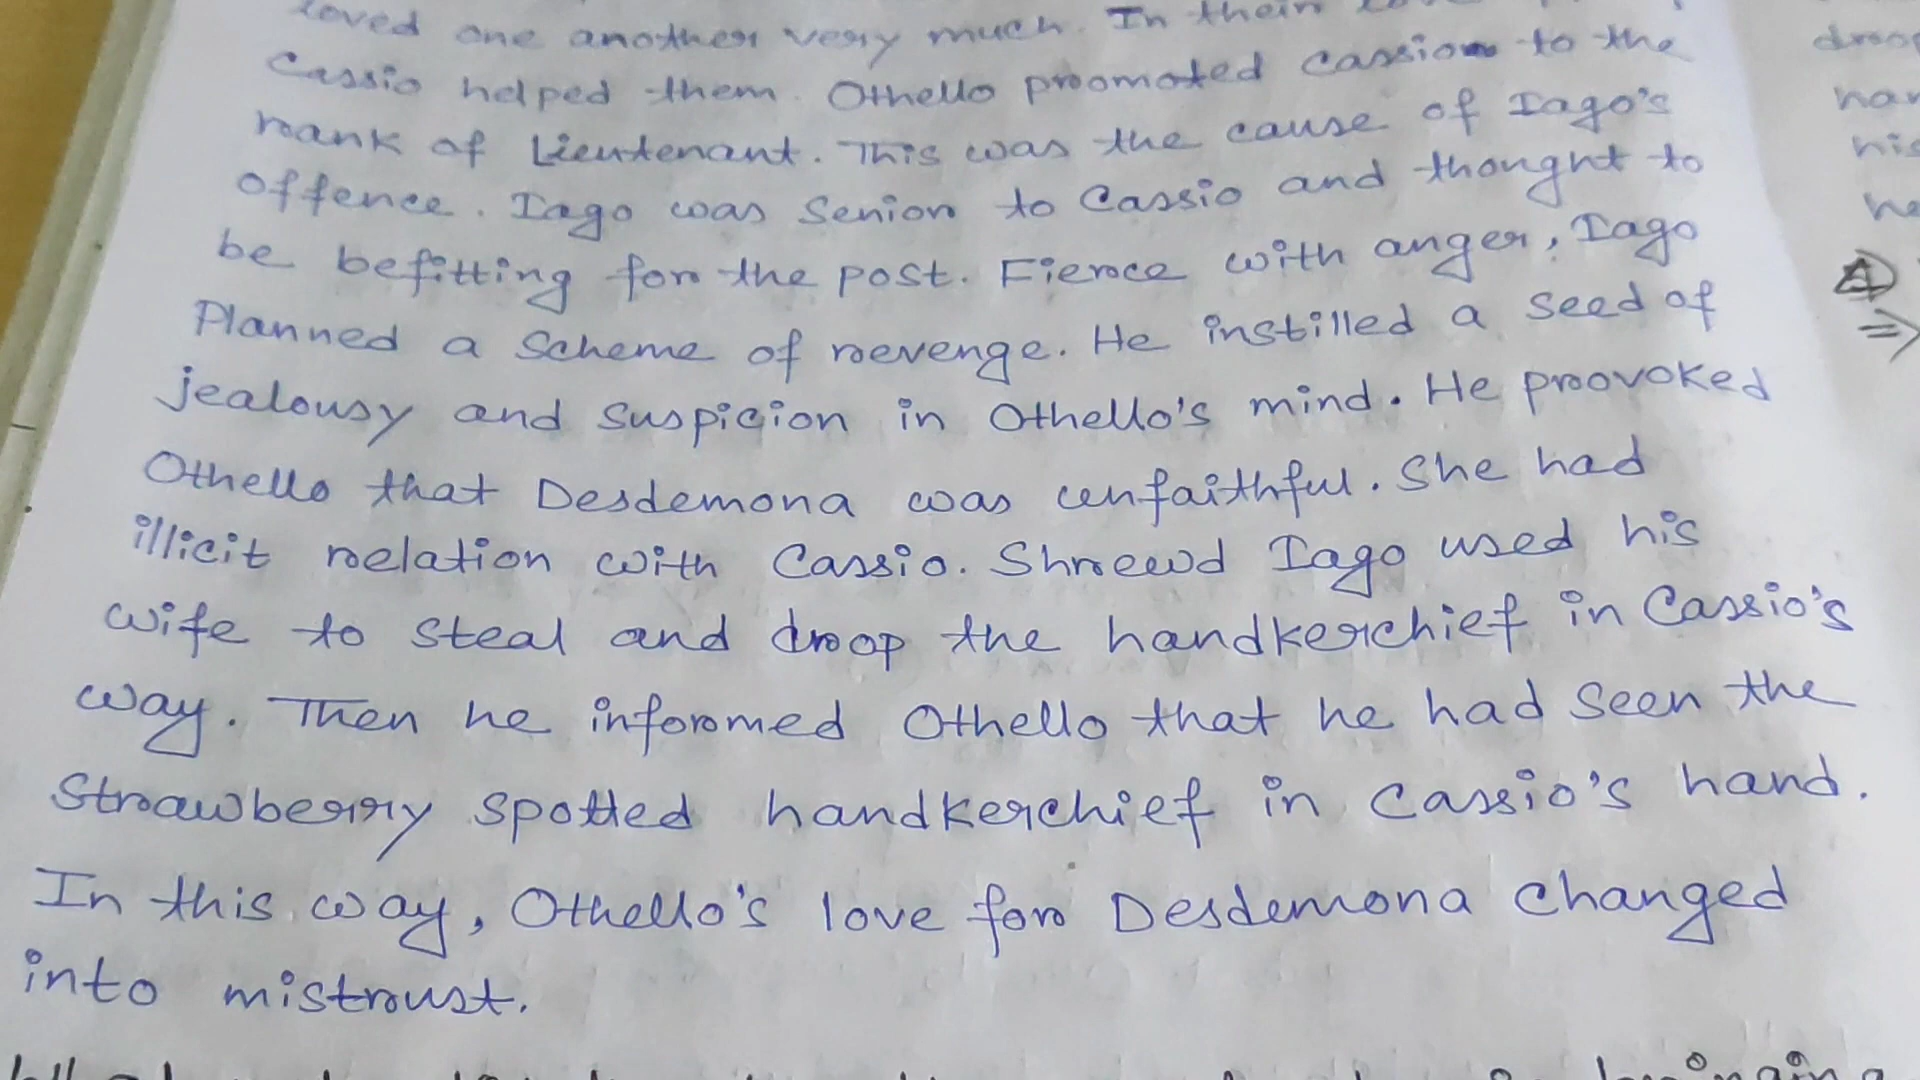 loved one another very much. In their
Cassio helped them. Othello promoted Cassio to the
rank of Lieutenant. This was the cause of Iago's
offence. Iago was Senior to Cassio and thought to
be befitting for the post. Fierce with anger, Iago
Planned a Scheme of revenge. He instilled a seed of
jealousy and suspicion in Othello's mind. He provoked
Othello that Desdemona was unfaithful. She had
illicit relation with Cassio. Shrewd Iago used his
wife to steal and drop the handkerchief in Cassio's
way. Then he informed Othello that he had seen the
Strawberry spotted handkerchief in Cassio's hand.
In this way, Othello's love for Desdemona changed
into mistrust.